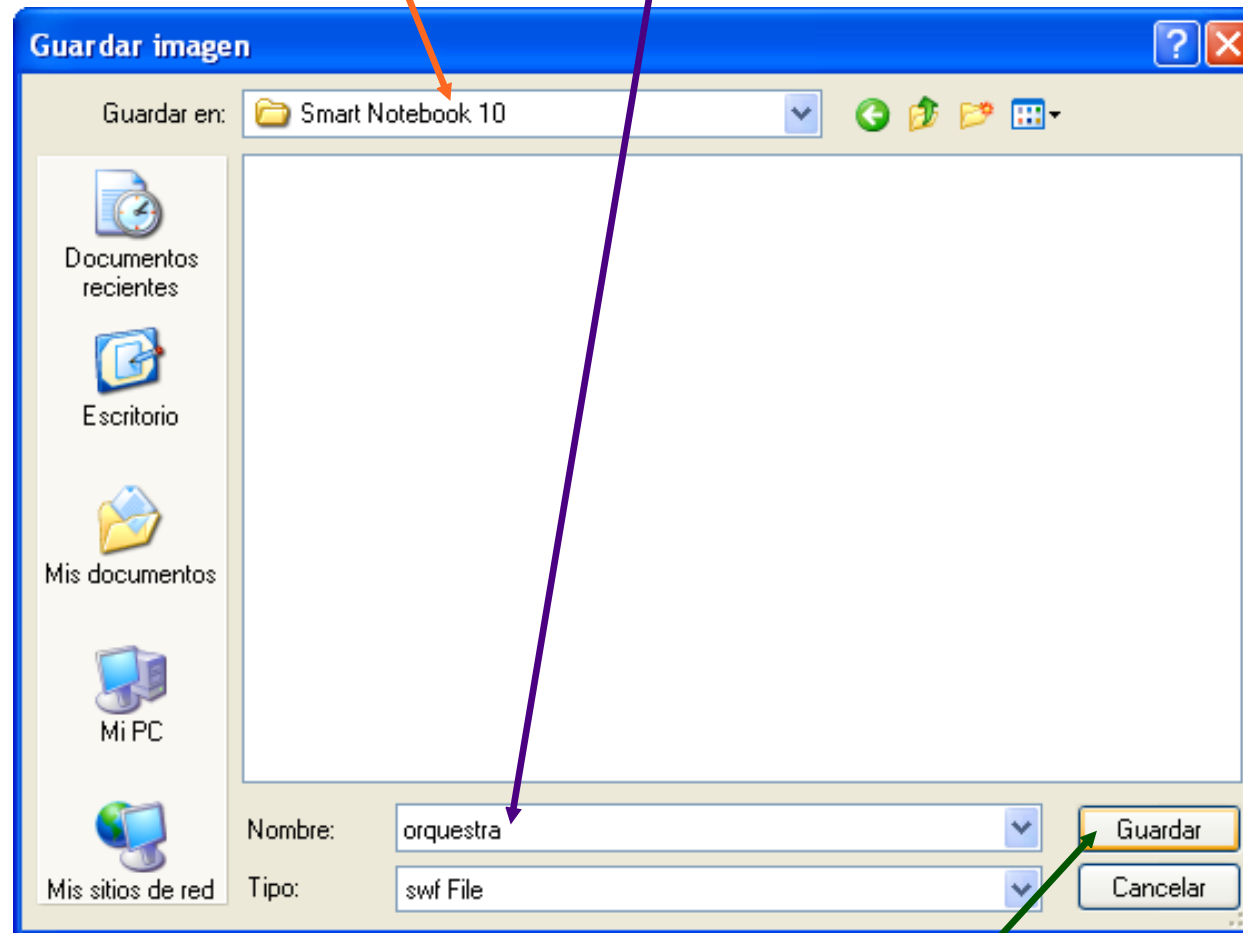 Guardar imagen
Guardar en:
Smart Notebook 10
Documentos
recientes
Escritorio
Mis documentos
Mi PC
Mis sitios de red
Nombre:
orquestra
Guardar
Tipo:
swf File
Cancelar